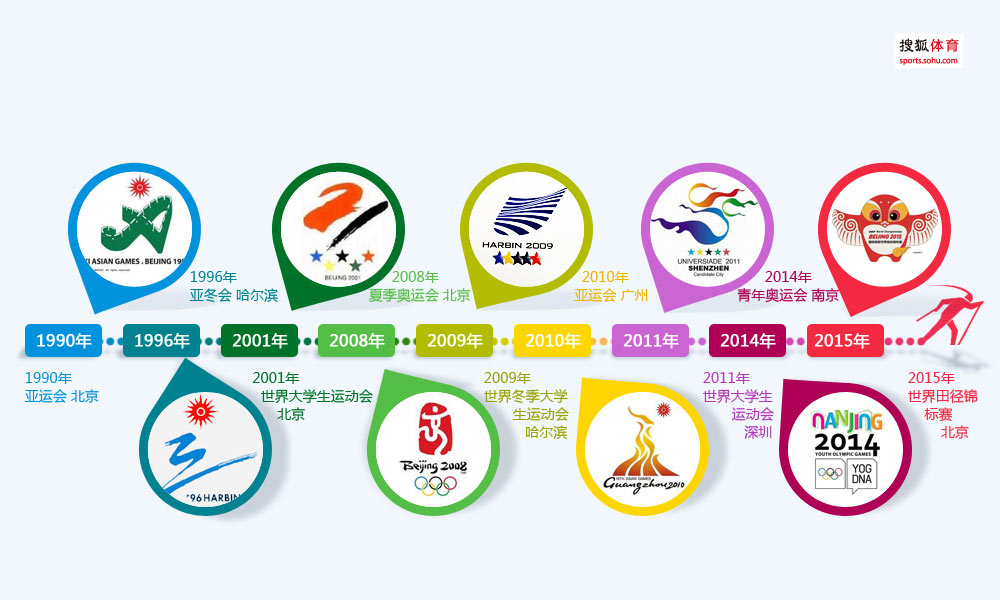 搜狐体育
sports.sohu.com
XI ASIAN GAMES . BEIJING 199
BEIJING 2001
HARBIN 2009
UNIVERSIADE 2011
SHENZHEN
Candidate City
BEIJING 2015
1996年
亚冬会 哈尔滨
2008年
夏季奥运会 北京
2010年
亚运会 广州
2014年
青年奥运会 南京
1990年
1996年
2001年
2008年
2009年
2010年
2011年
2014年
2015年
1990年
亚运会 北京
2001年
世界大学生运动会
北京
2009年
世界冬季大学
生运动会
哈尔滨
2011年
世界大学生
运动会
深圳
2015年
世界田径锦
标赛
北京
'96 HARBIN
Beijing 2008
16TH ASIAN GAMES
Guangzhou 2010
NANJING
2014
YOUTH OLYMPIC GAMES
YOG
DNA